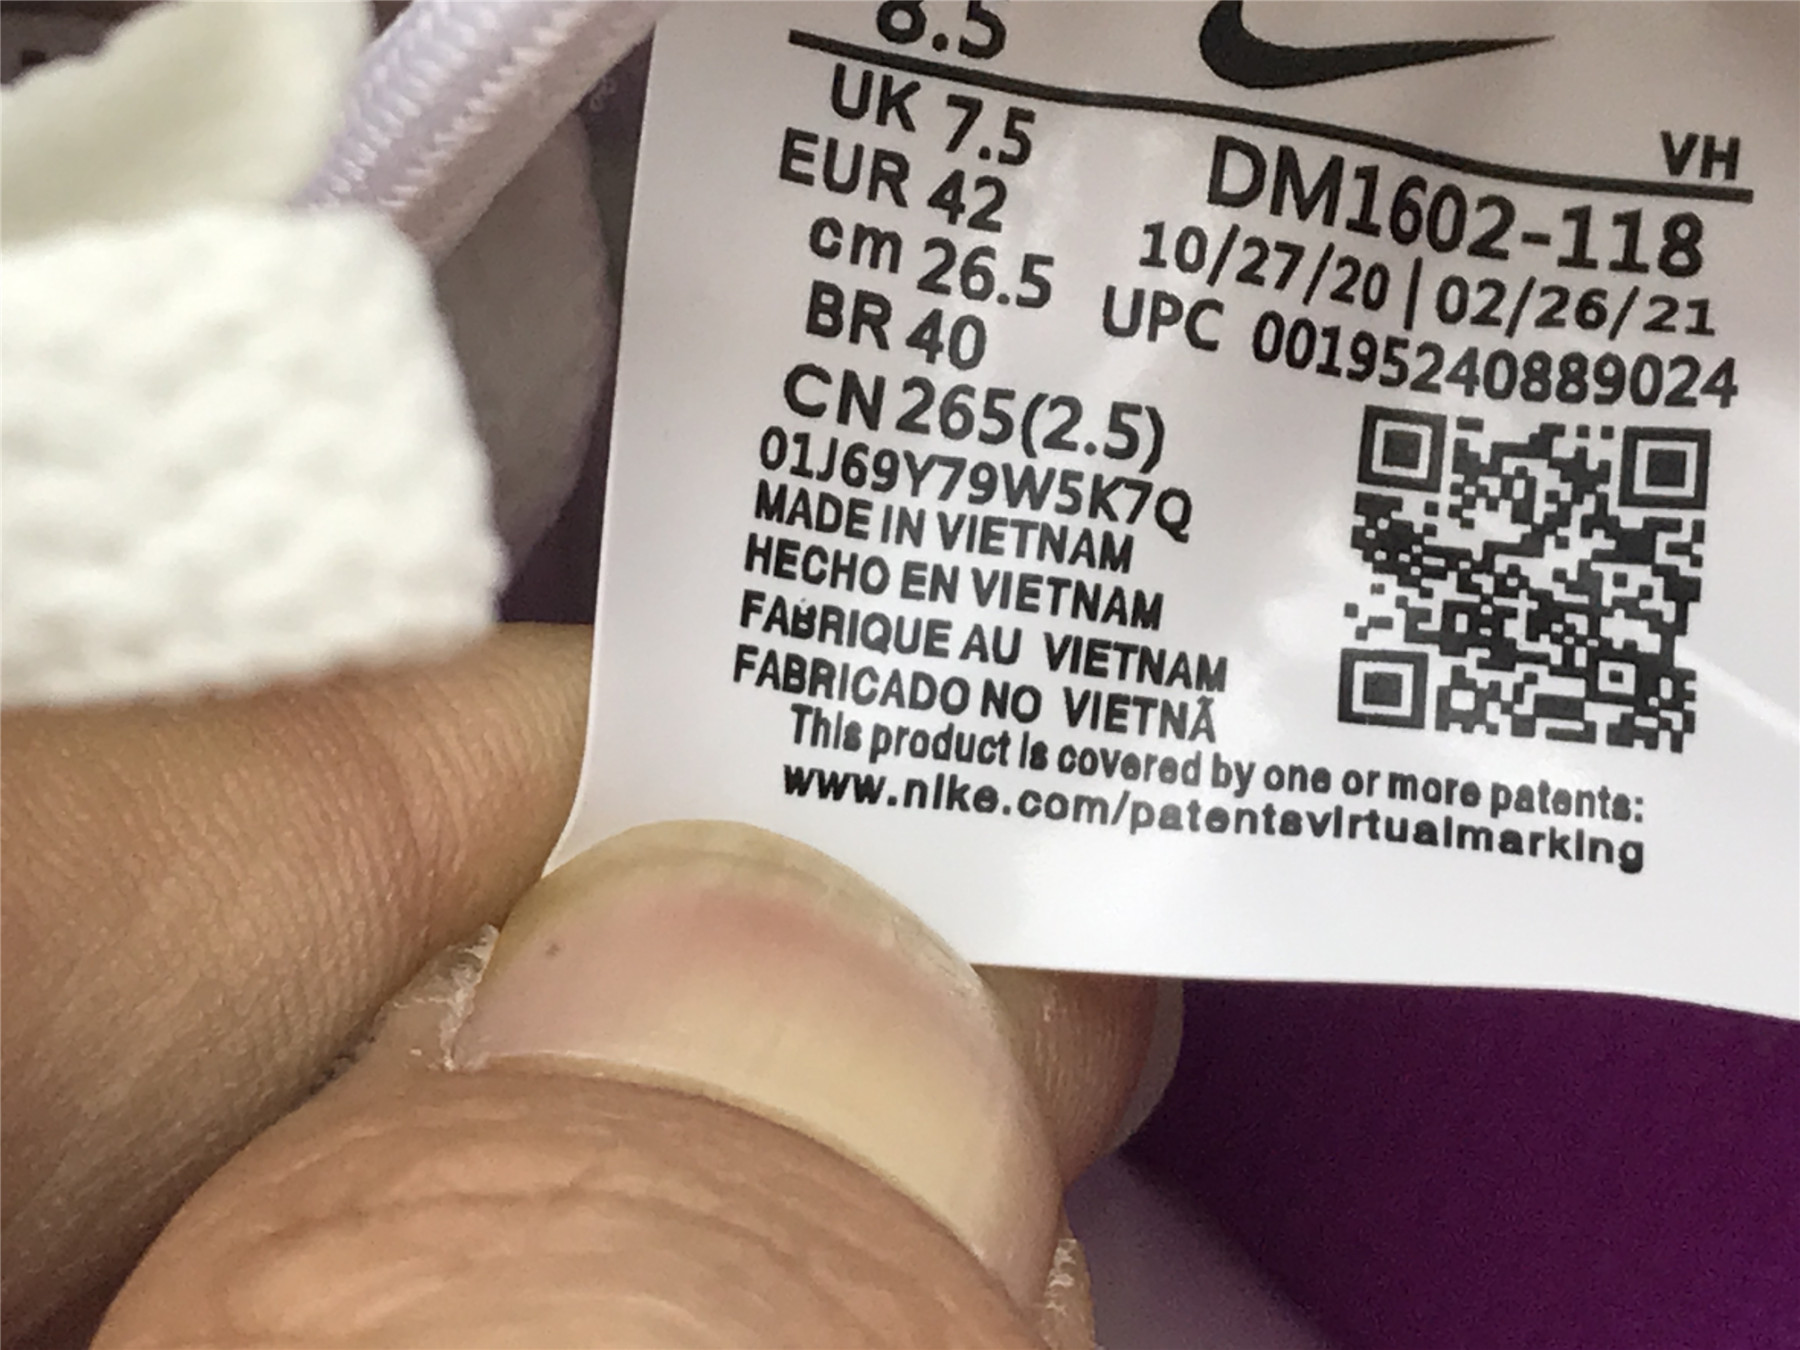 8.5
UK 7.5
VH
EUR 42
DM1602-118
cm 26.5
10/27/20 | 02/26/21
BR 40
UPC 00195240889024
CN 265(2.5)
01J69Y79W5K7Q
MADE IN VIETNAM
HECHO EN VIETNAM
FABRIQUE AU VIETNAM
FABRICADO NO VIETNÃ
This product is covered by one or more patents:
www.nike.com/patentsvirtualmarking